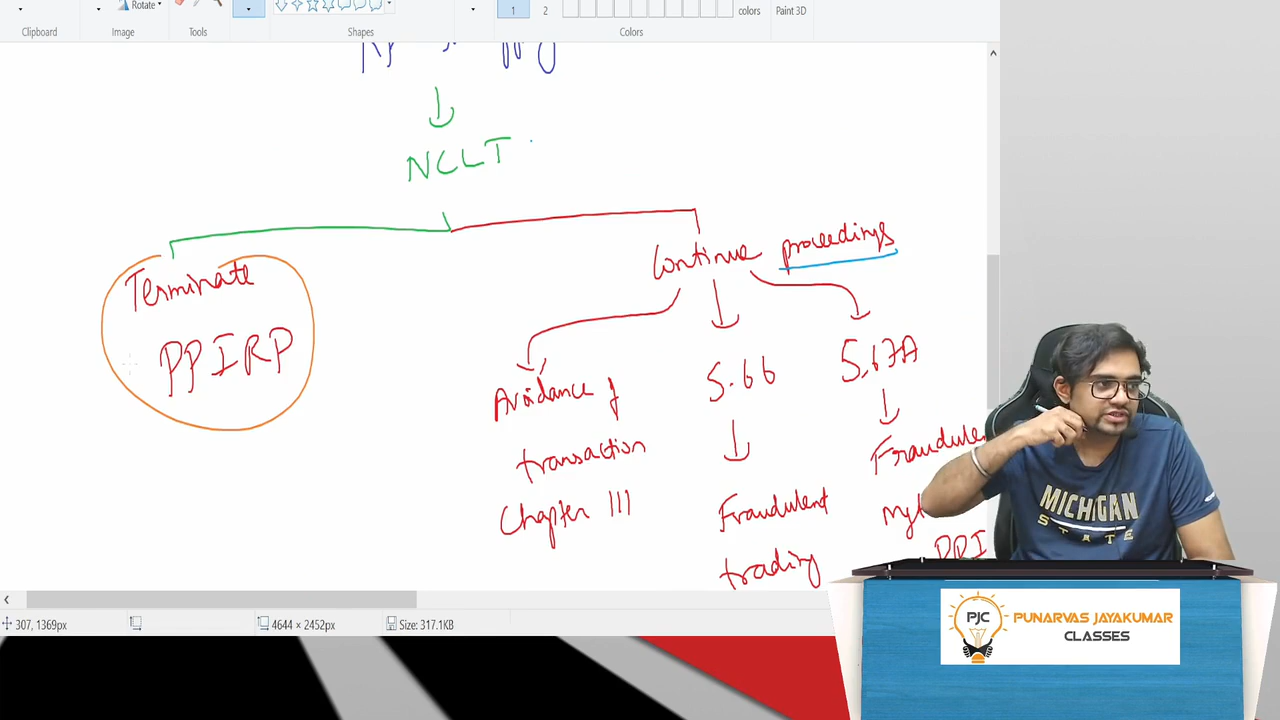 Rotate
1
2
colors
Paint 3D
Clipboard
Image
Tools
Shapes
Colors
NCLT
Terminate
PPIRP
Continue proceedings
Avoidance of
transaction
Chapter III
S.66
Fraudulent
trading
S.67A
Fraudulen
PPI
MICHIGAN
STATE
PJC
PUNARVAS JAYAKUMAR
CLASSES
307, 1369px
4644 × 2452px
Size: 317.1KB